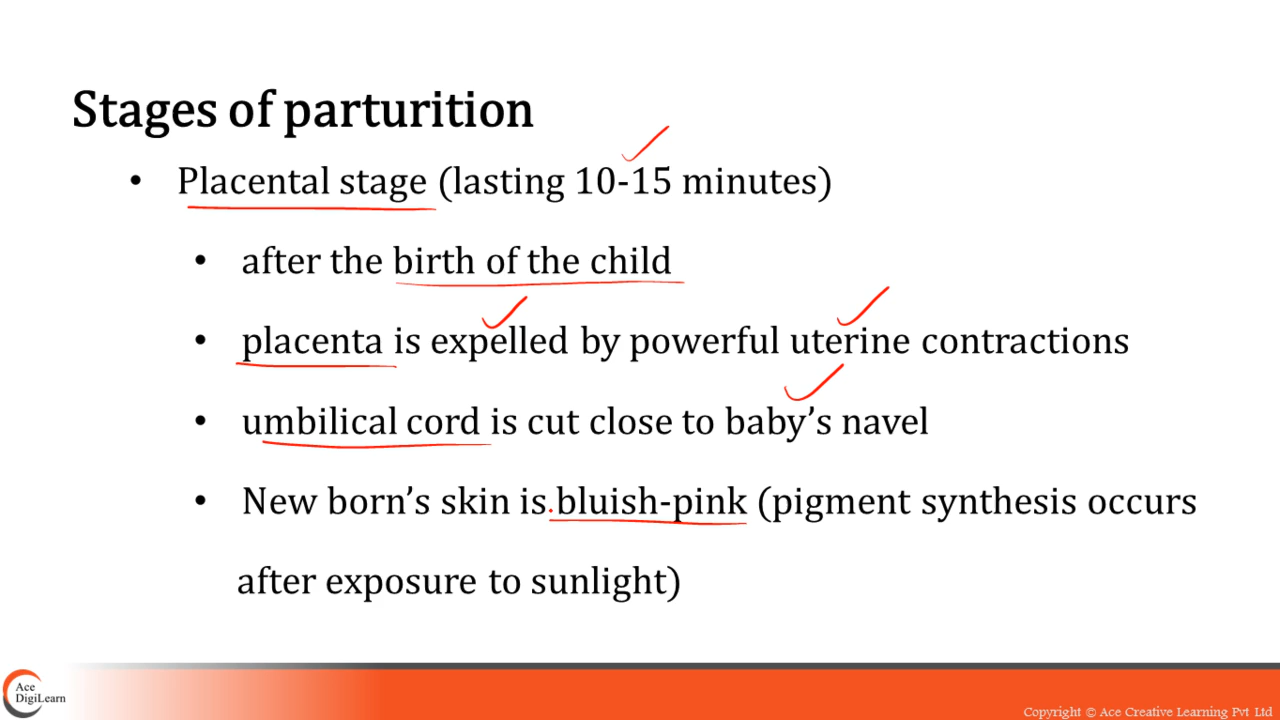 Stages of parturition
• Placental stage (lasting 10-15 minutes)
• after the birth of the child
• placenta is expelled by powerful uterine contractions
• umbilical cord is cut close to baby’s navel
• New born’s skin is bluish-pink (pigment synthesis occurs
after exposure to sunlight)
Ace
DigiLearn
Copyright © Ace Creative Learning Pvt Ltd